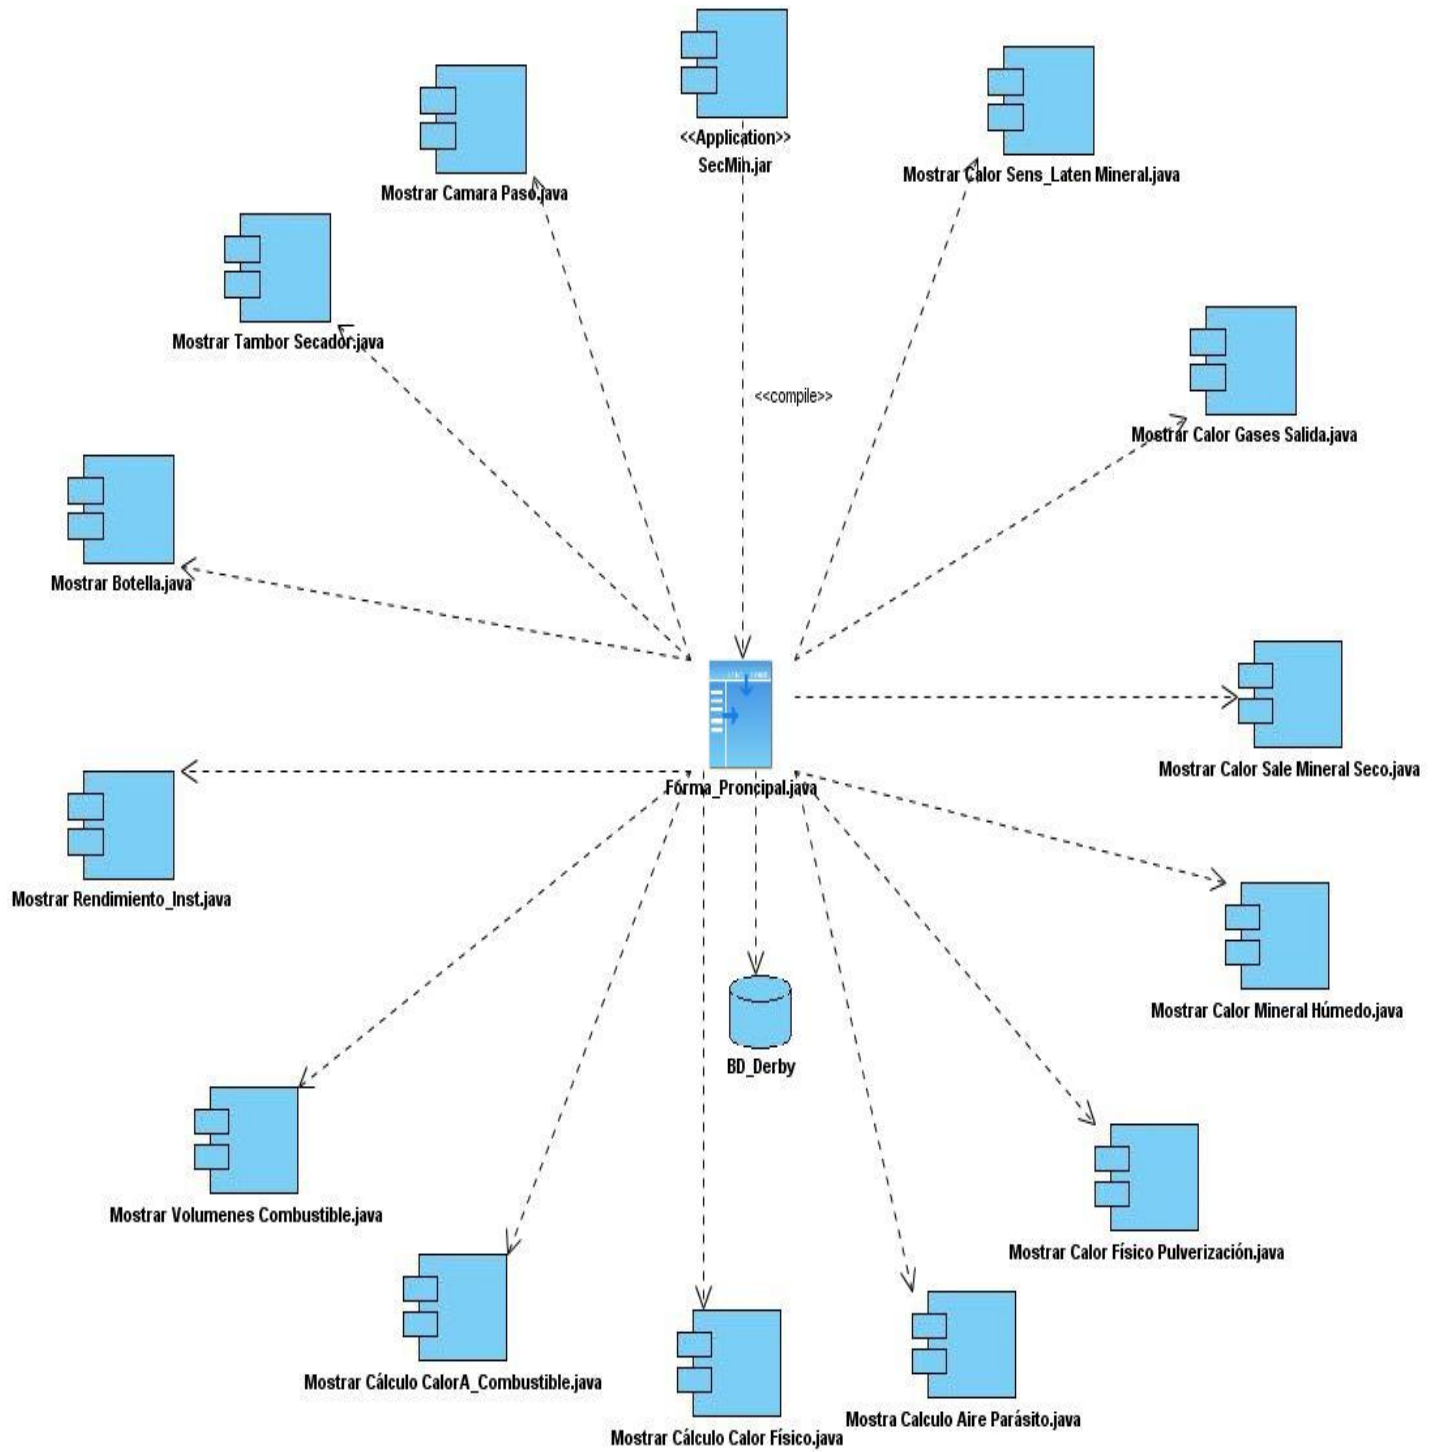 <<Application>>
SecMin.jar
Mostrar Calor Sens_Laten Mineral.java
Mostrar Camara Paso.java
Mostrar Tambor Secador.java
<<compile>>
Mostrar Calor Gases Salida.java
Mostrar Botella.java
Mostrar Calor Sale Mineral Seco.java
Forma_Proncipal.java
Mostrar Rendimiento_Inst.java
Mostrar Calor Mineral Húmedo.java
BD_Derby
Mostrar Volumenes Combustible.java
Mostrar Calor Físico Pulverización.java
Mostrar Cálculo CalorA_Combustible.java
Mostra Calculo Aire Parásito.java
Mostrar Cálculo Calor Físico.java